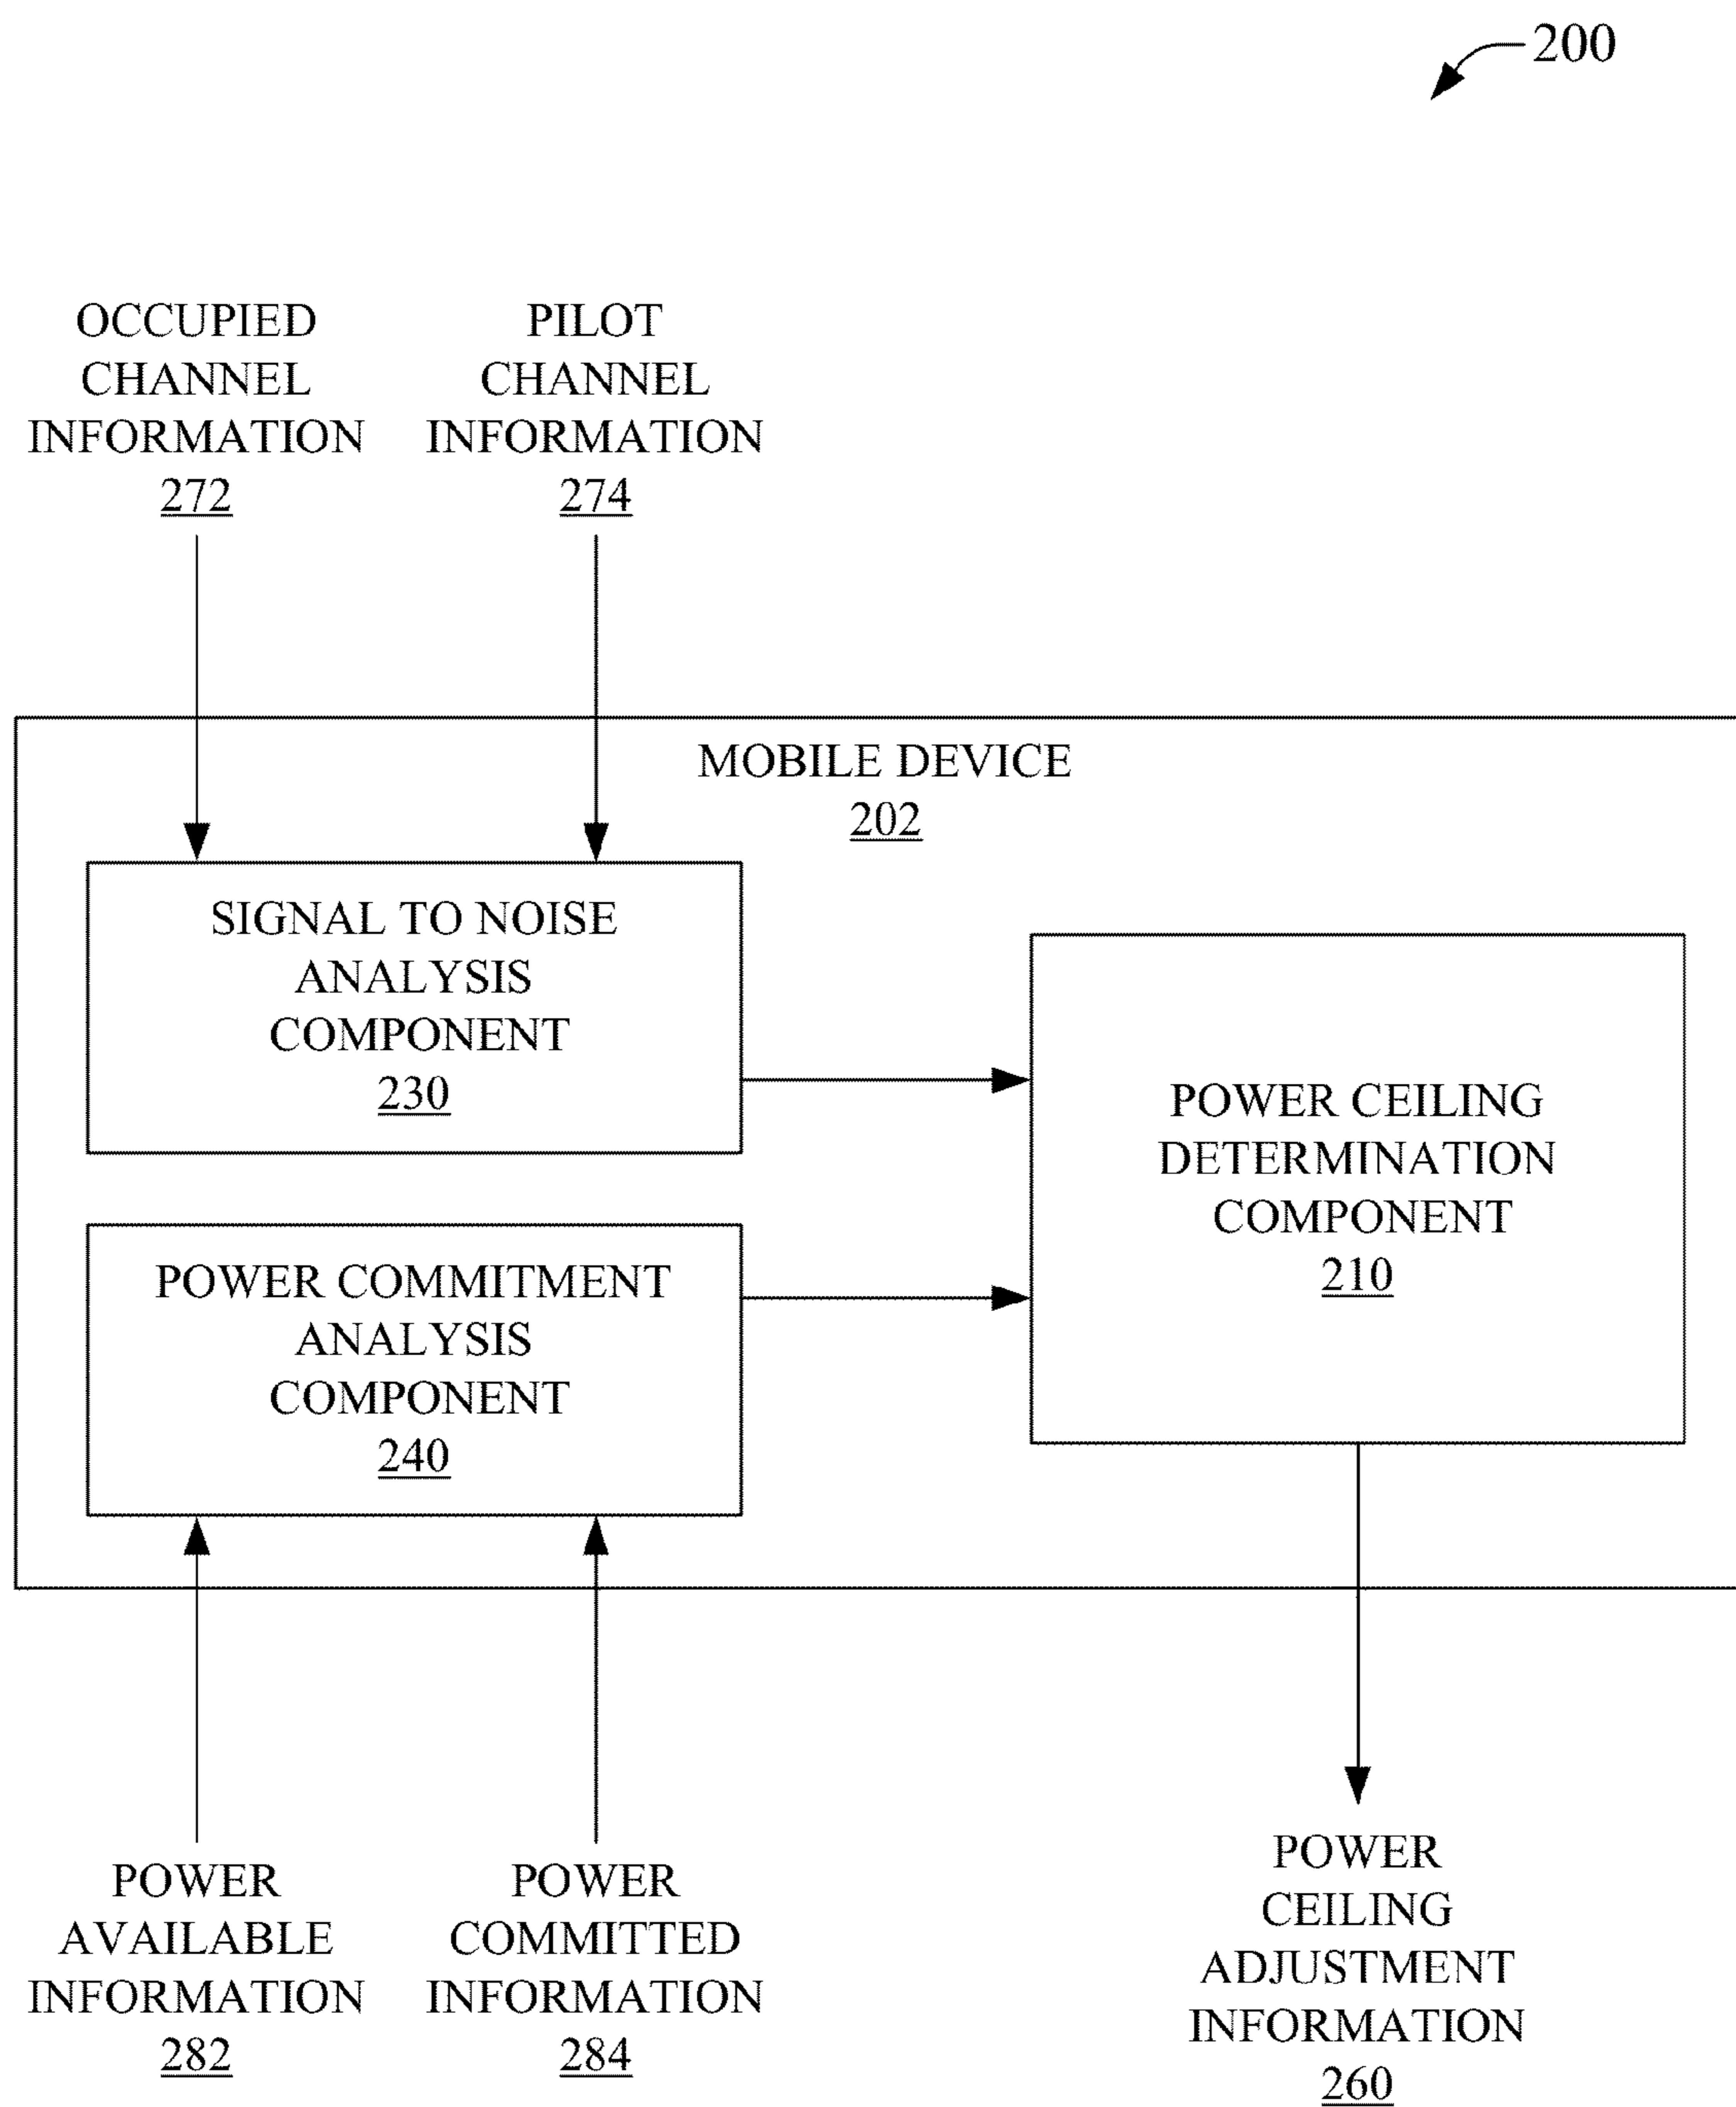 200
OCCUPIED
CHANNEL
INFORMATION
272
PILOT
CHANNEL
INFORMATION
274
MOBILE DEVICE
202
SIGNAL TO NOISE
ANALYSIS
COMPONENT
230
POWER COMMITMENT
ANALYSIS
COMPONENT
240
POWER CEILING
DETERMINATION
COMPONENT
210
POWER
AVAILABLE
INFORMATION
282
POWER
COMMITTED
INFORMATION
284
POWER
CEILING
ADJUSTMENT
INFORMATION
260